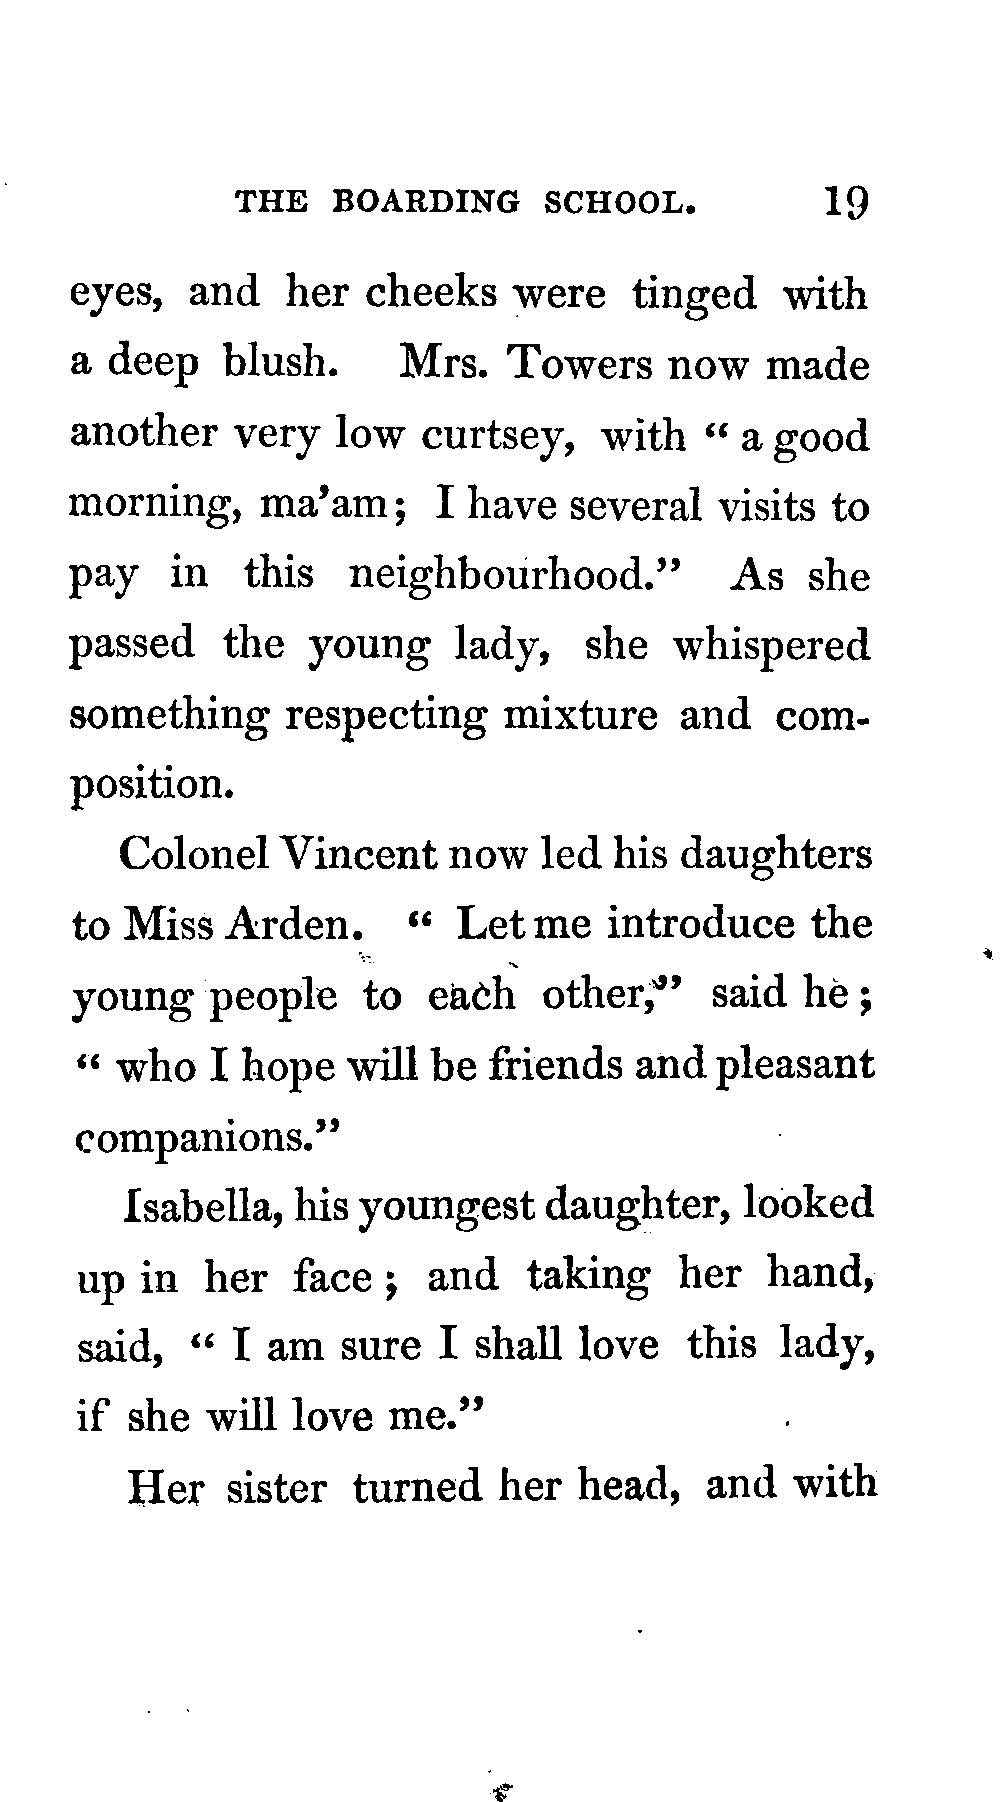 THE BOARDING SCHOOL. 19
eyes, and her cheeks were tinged with
a deep blush. Mrs. Towers now made
another very low curtsey, with “ a good
morning, ma’am; I have several visits to
pay in this neighbourhood.” As she
passed the young lady, she whispered
something respecting mixture and com-
position.
Colonel Vincent now led his daughters
to Miss Arden. “ Let me introduce the
young people to each other,” said he ;
“ who I hope will be friends and pleasant
companions.”
Isabella, his youngest daughter, looked
up in her face ; and taking her hand,
said, “ I am sure I shall love this lady,
if she will love me.”
Her sister turned her head, and with